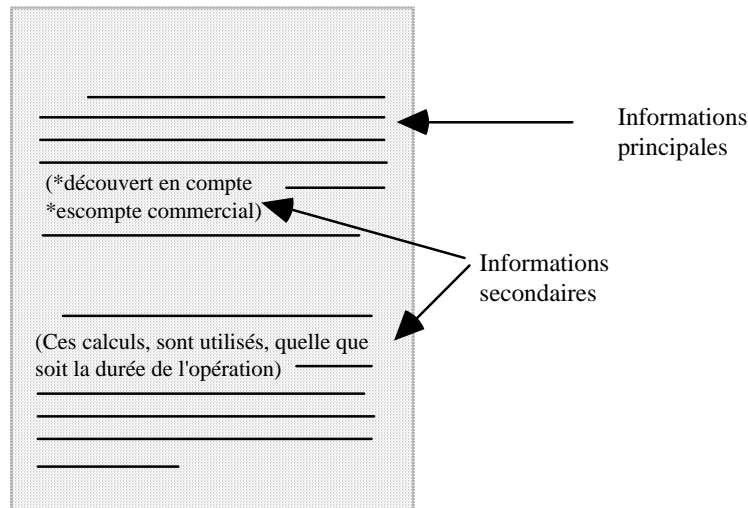 Informations
principales
(*découvert en compte
*escompte commercial)
Informations
secondaires
(Ces calculs, sont utilisés, quelle que
soit la durée de l'opération)